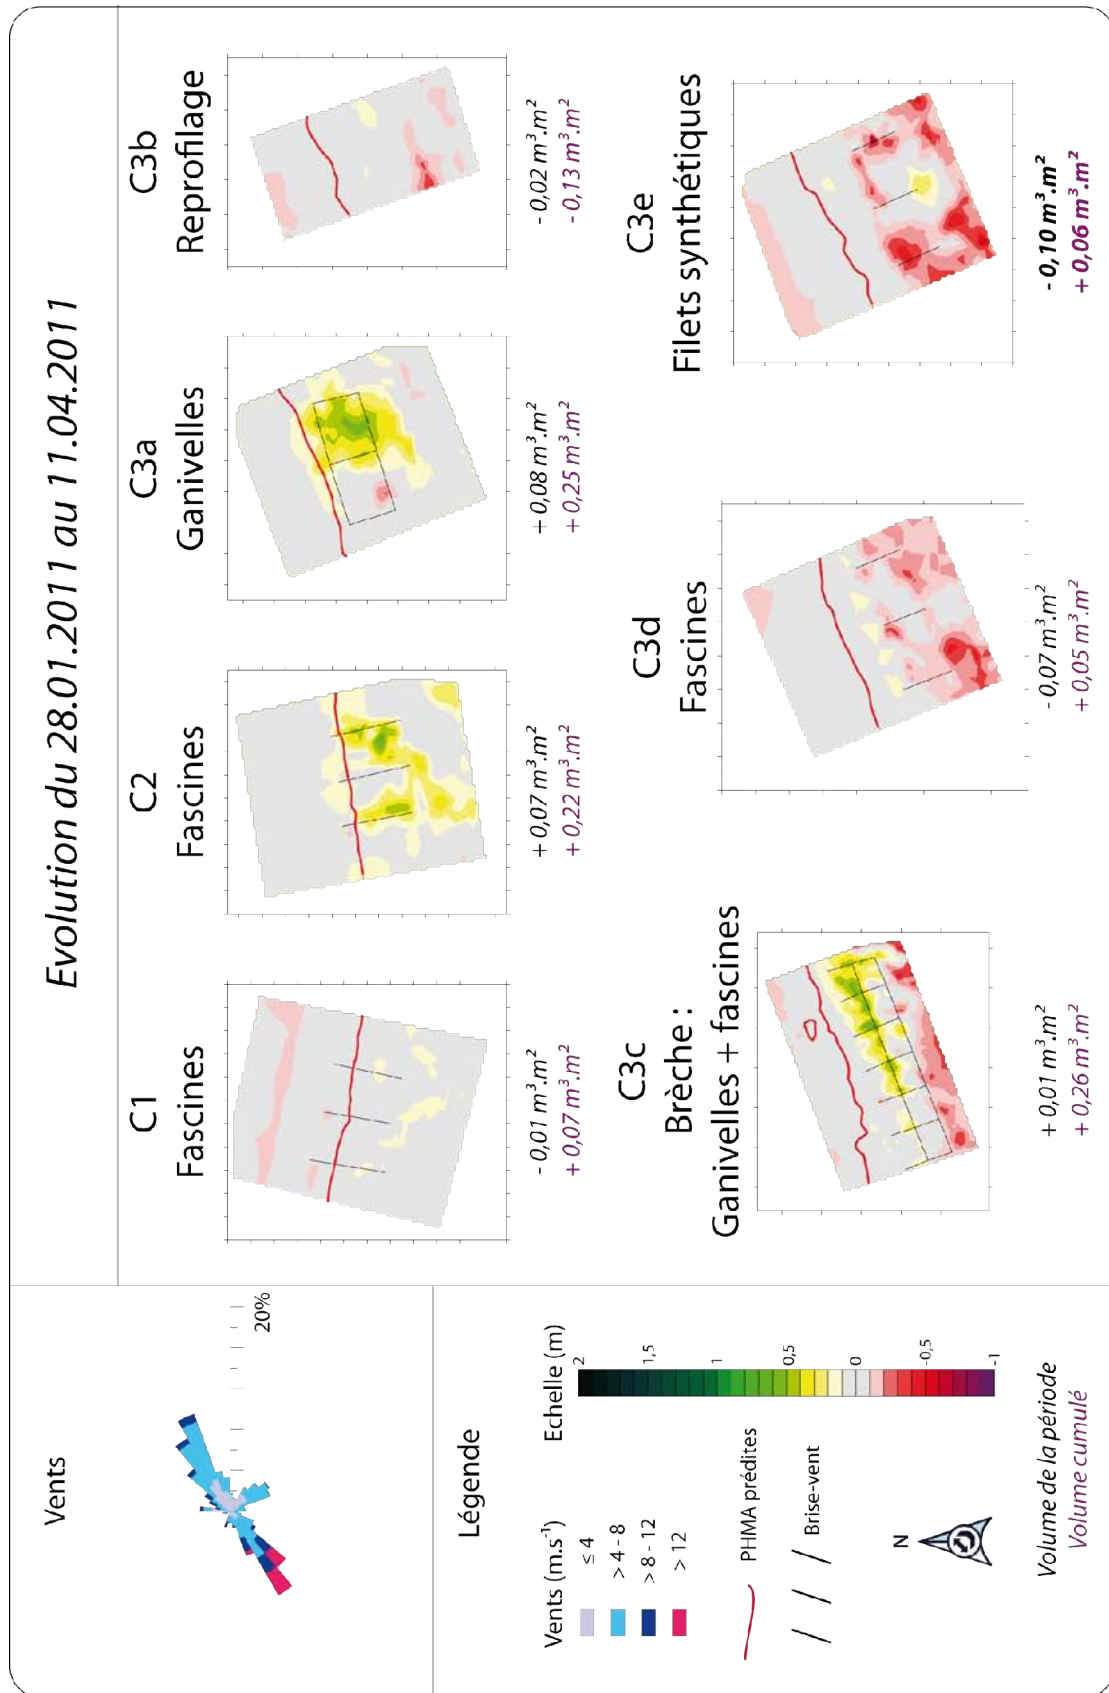 Evolution du 28.01.2011 au 11.04.2011
Vents
20%
Légende
Vents (m.s-1)
≤ 4
> 4 - 8
> 8 - 12
> 12
PHMA prédites
Brise-vent
N
Echelle (m)
2
1,5
1
0,5
0
-0,5
-1
Volume de la période
Volume cumulé
C1
Fascines
- 0,01 m³.m²
+ 0,07 m³.m²
C2
Fascines
+ 0,07 m³.m²
+ 0,22 m³.m²
C3a
Ganivelles
+ 0,08 m³.m²
+ 0,25 m³.m²
C3b
Reprofilage
- 0,02 m³.m²
- 0,13 m³.m²
C3c
Brèche :
Ganivelles + fascines
+ 0,01 m³.m²
+ 0,26 m³.m²
C3d
Fascines
- 0,07 m³.m²
+ 0,05 m³.m²
C3e
Filets synthétiques
- 0,10 m³.m²
+ 0,06 m³.m²